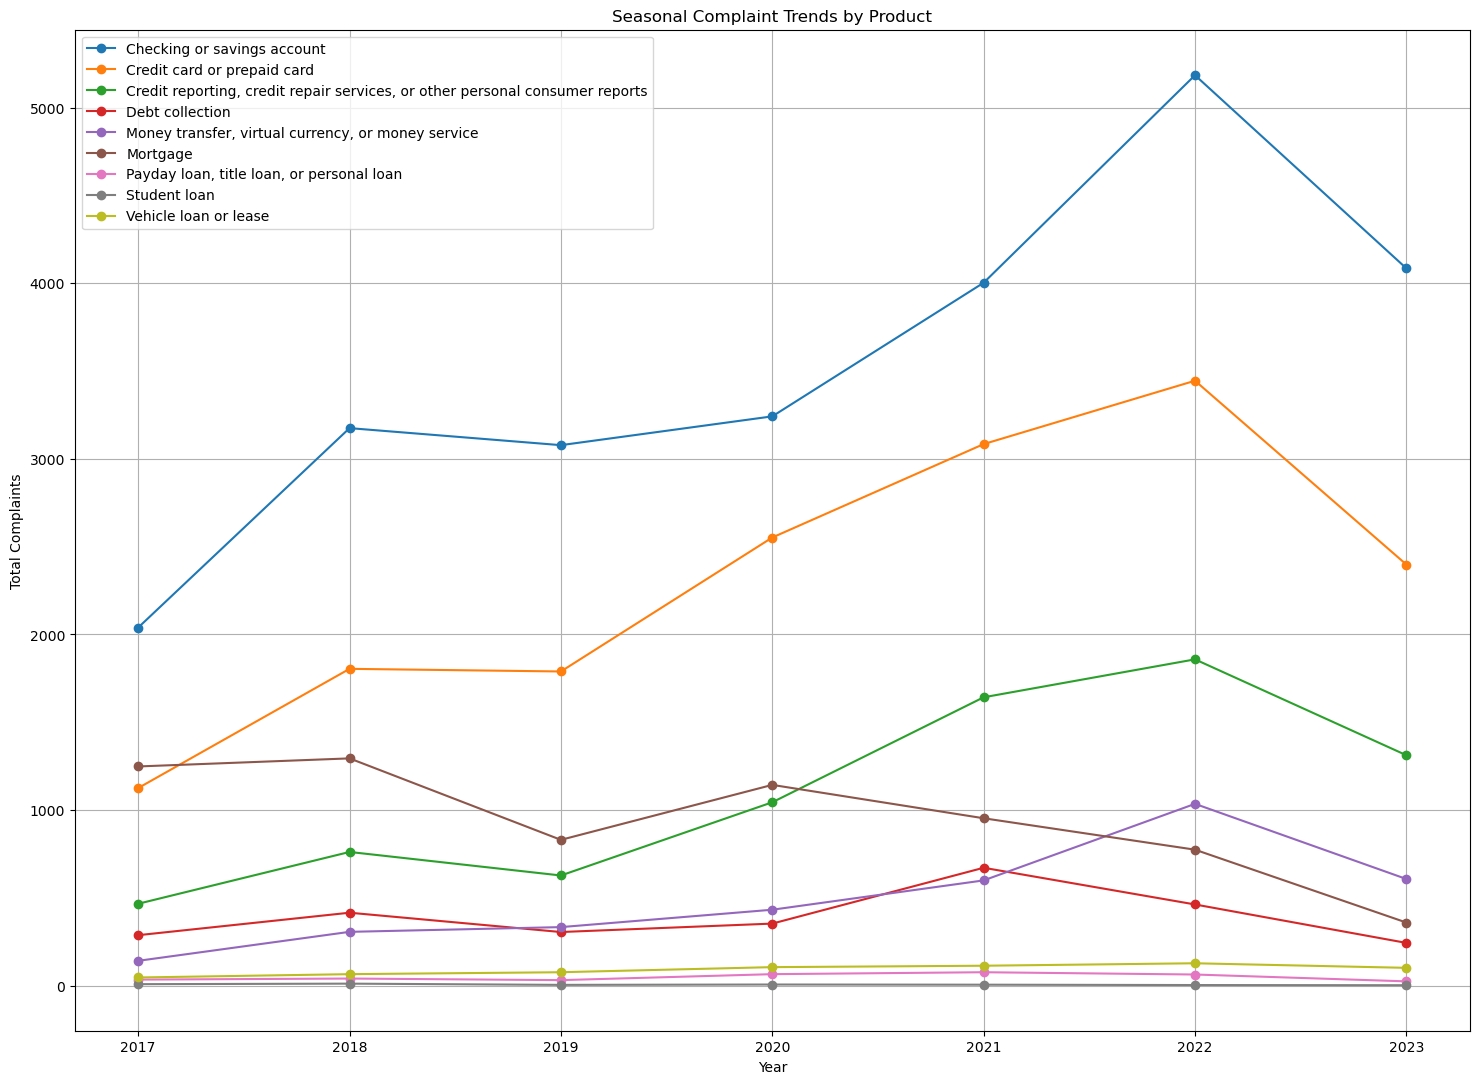 Seasonal Complaint Trends by Product
Checking or savings account
Credit card or prepaid card
Credit reporting, credit repair services, or other personal consumer reports
Debt collection
Money transfer, virtual currency, or money service
Mortgage
Payday loan, title loan, or personal loan
Student loan
Vehicle loan or lease
Total Complaints
5000
4000
3000
2000
1000
0
2017 2018 2019 2020 2021 2022 2023
Year